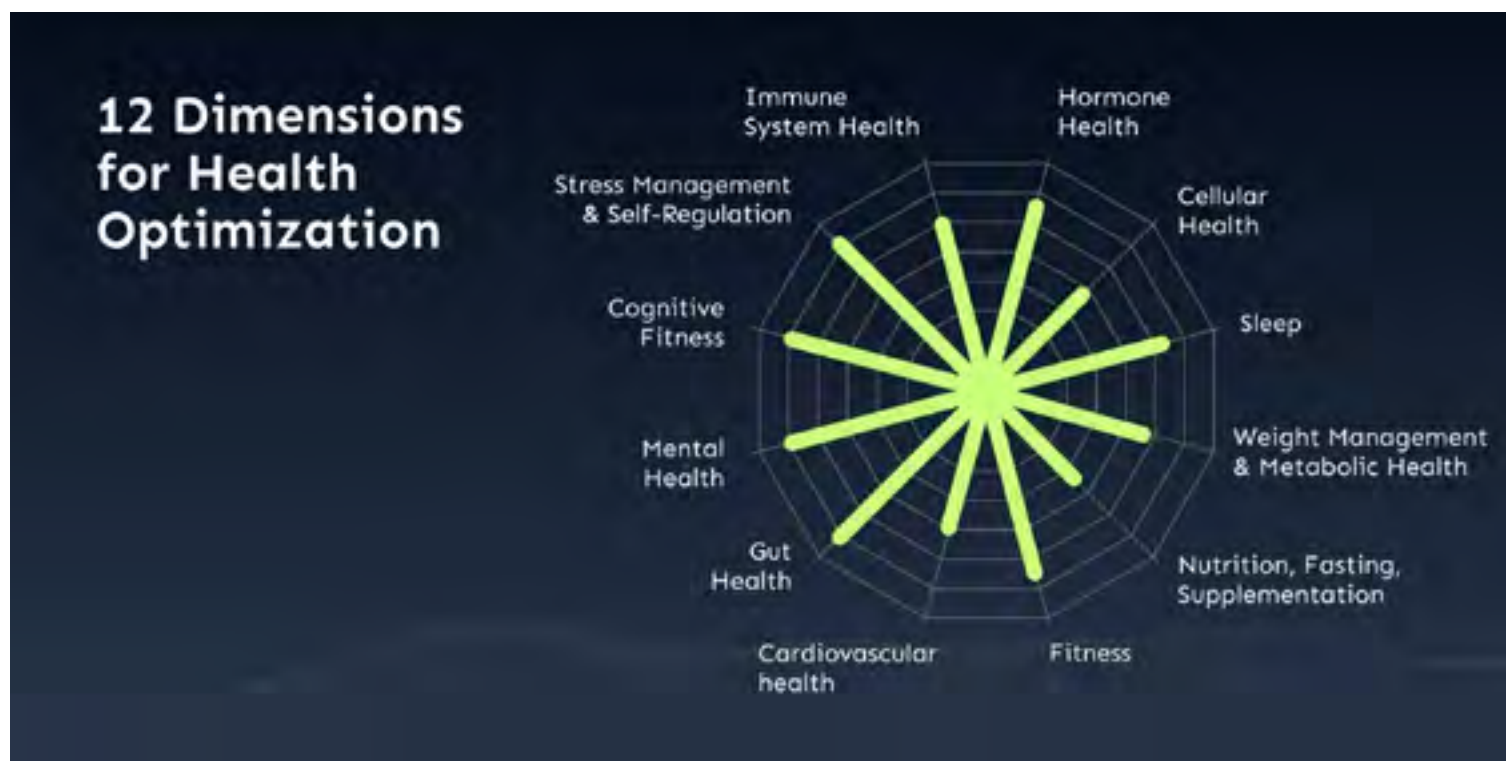 12 Dimensions
for Health
Optimization
Immune
System Health
Hormone
Health
Stress Management
& Self-Regulation
Cellular
Health
Cognitive
Fitness
Sleep
Mental
Health
Weight Management
& Metabolic Health
Gut
Health
Nutrition, Fasting,
Supplementation
Cardiovascular
health
Fitness